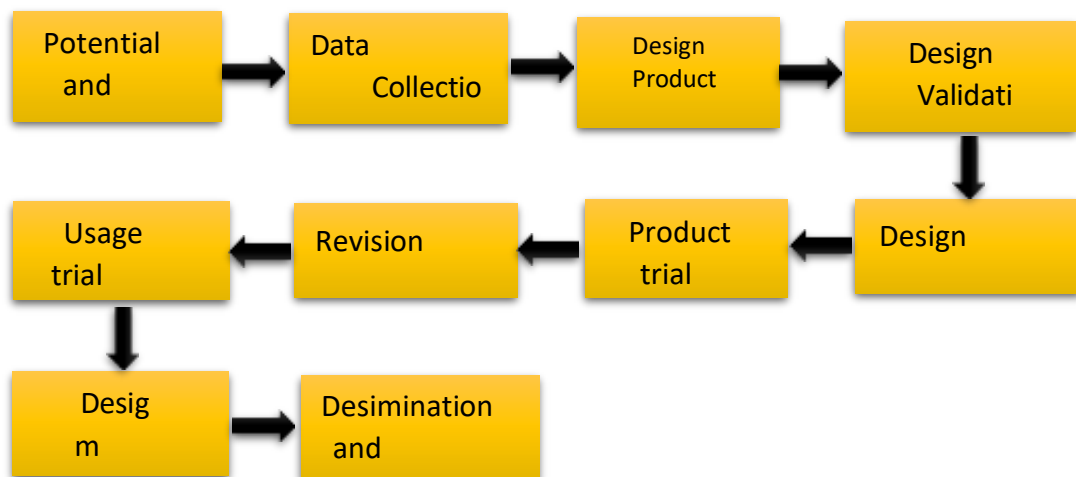 Potential
and
Data
Collectio
Design
Product
Design
Validati
Design
Product
trial
Revision
Usage
trial
Desig
m
Desimination
and